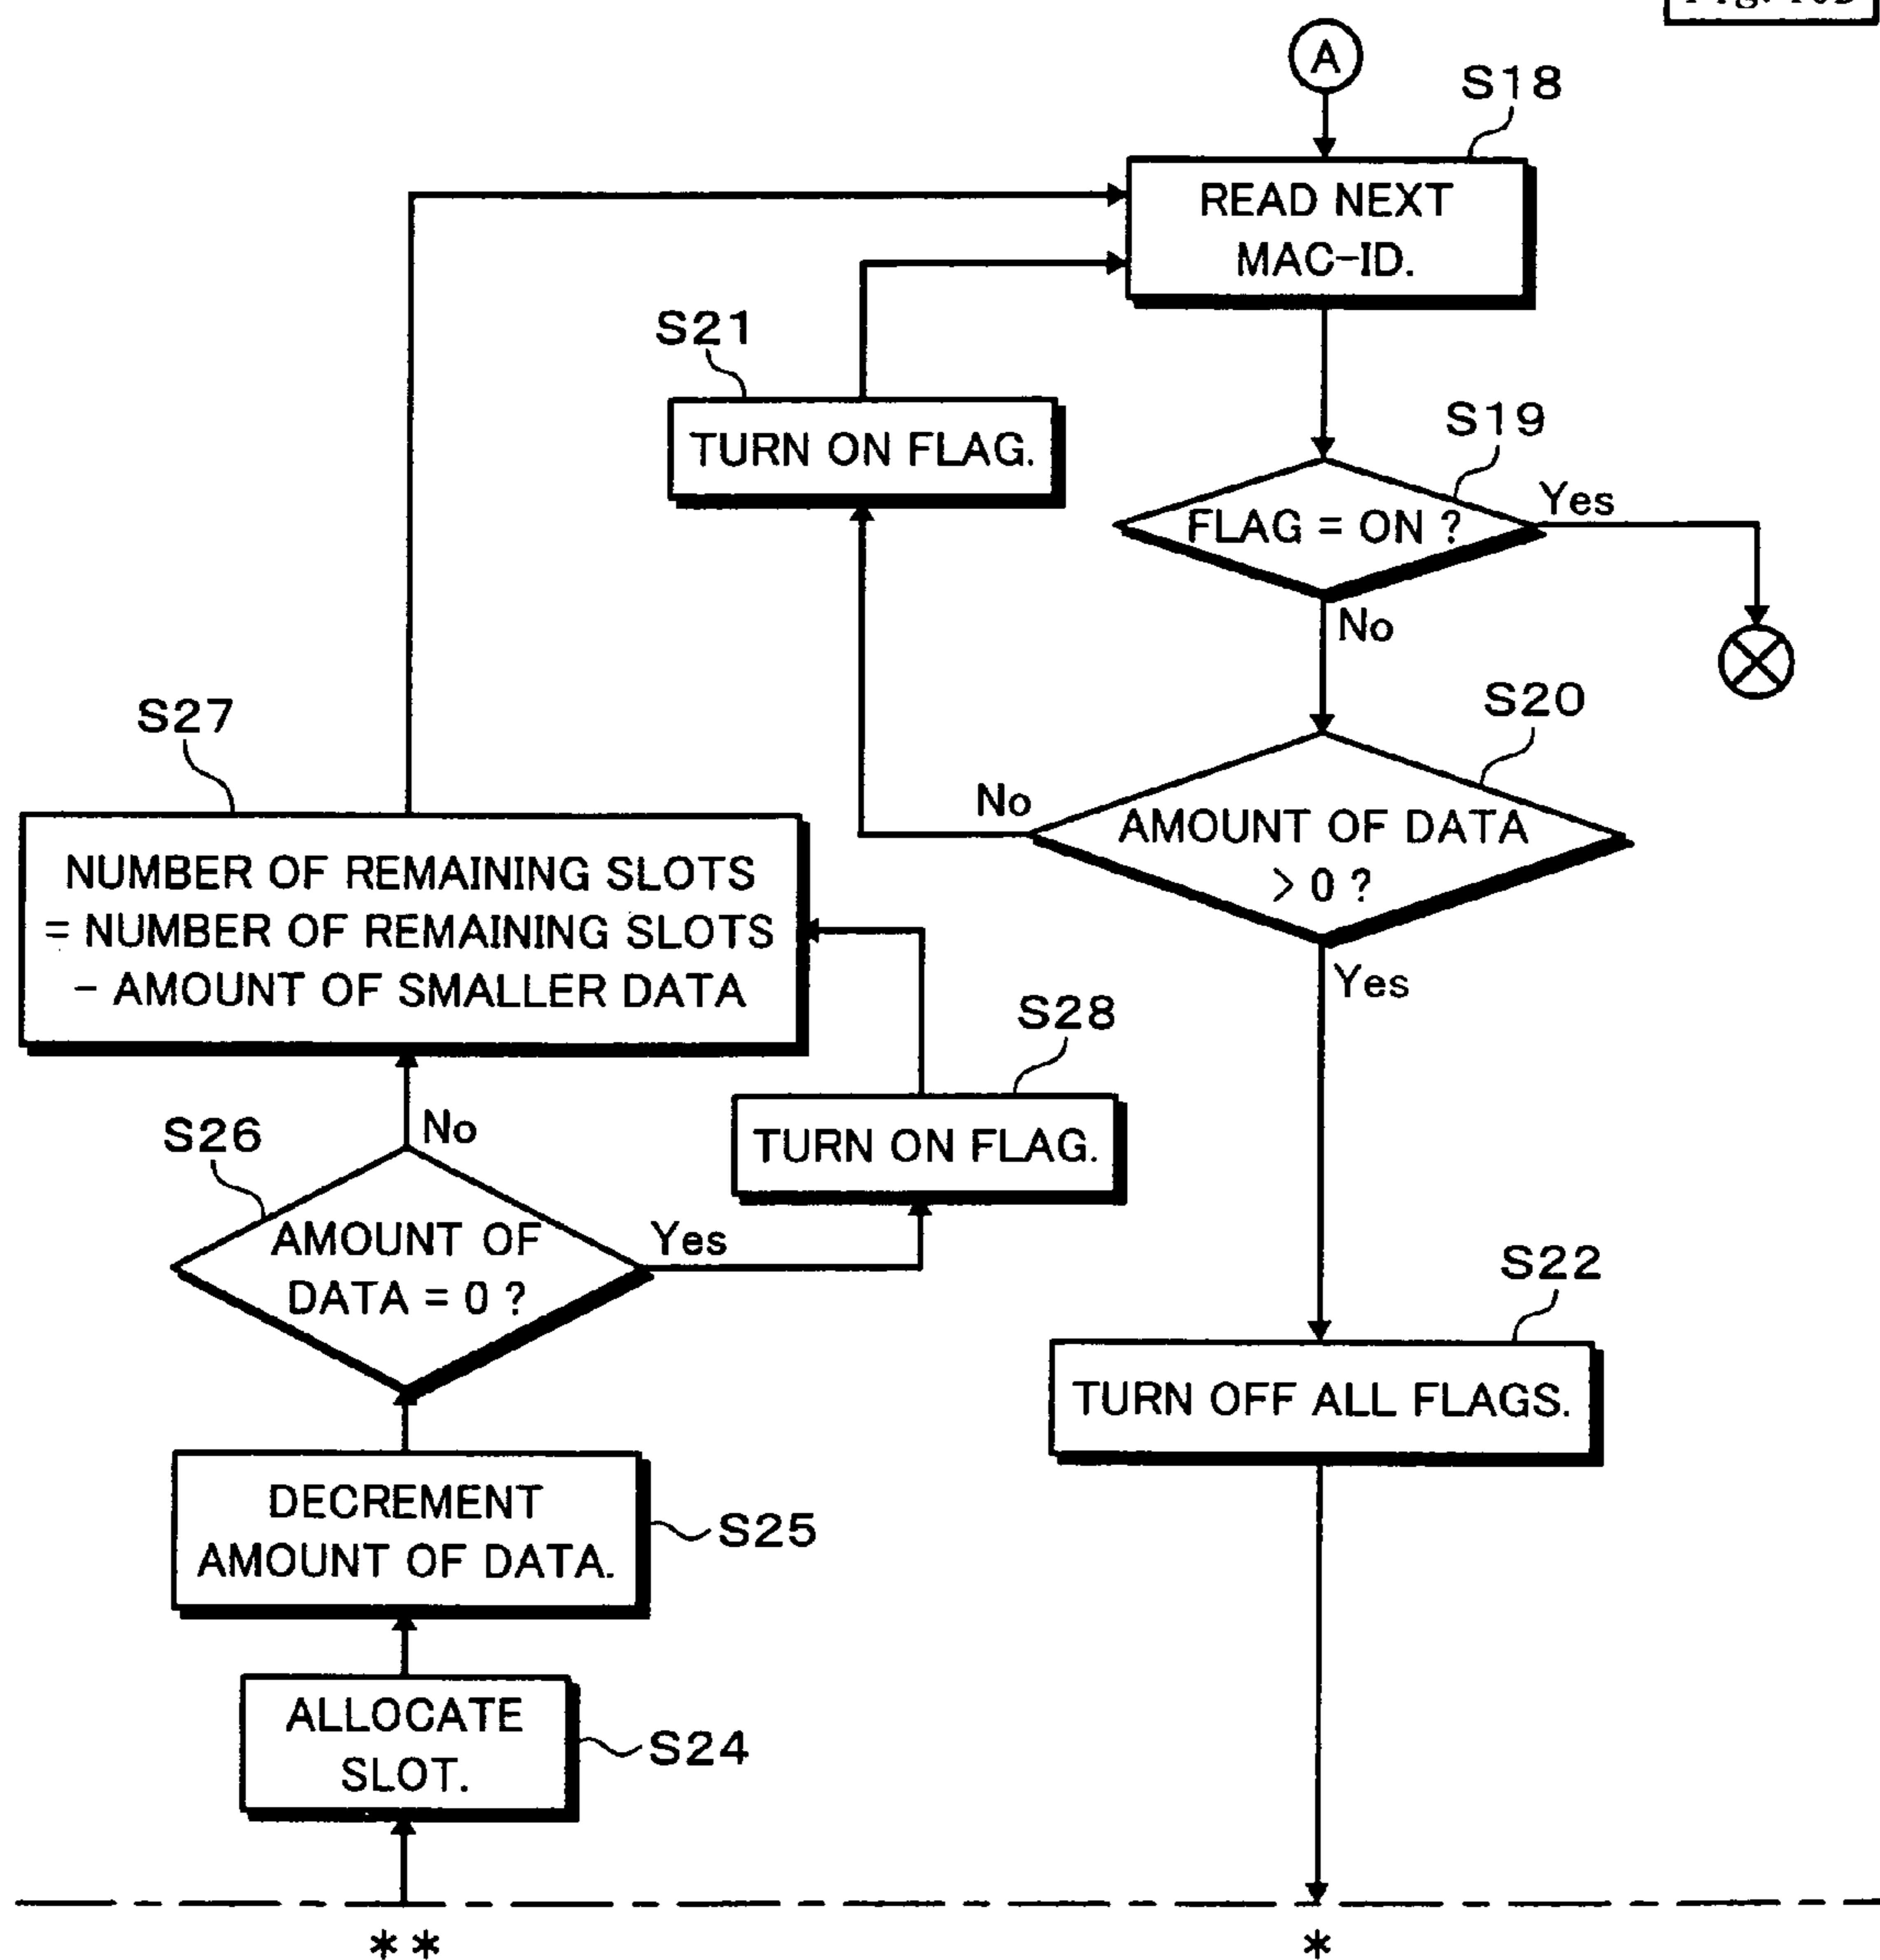 A
S18
READ NEXT
MAC-ID.
S21
TURN ON FLAG.
S19
FLAG = ON ?
Yes
No
S27
S20
No
AMOUNT OF DATA
> 0 ?
NUMBER OF REMAINING SLOTS
= NUMBER OF REMAINING SLOTS
- AMOUNT OF SMALLER DATA
Yes
S28
S26
No
TURN ON FLAG.
AMOUNT OF
DATA = 0 ?
Yes
S22
TURN OFF ALL FLAGS.
DECREMENT
AMOUNT OF DATA.
S25
ALLOCATE
SLOT.
S24
**
*